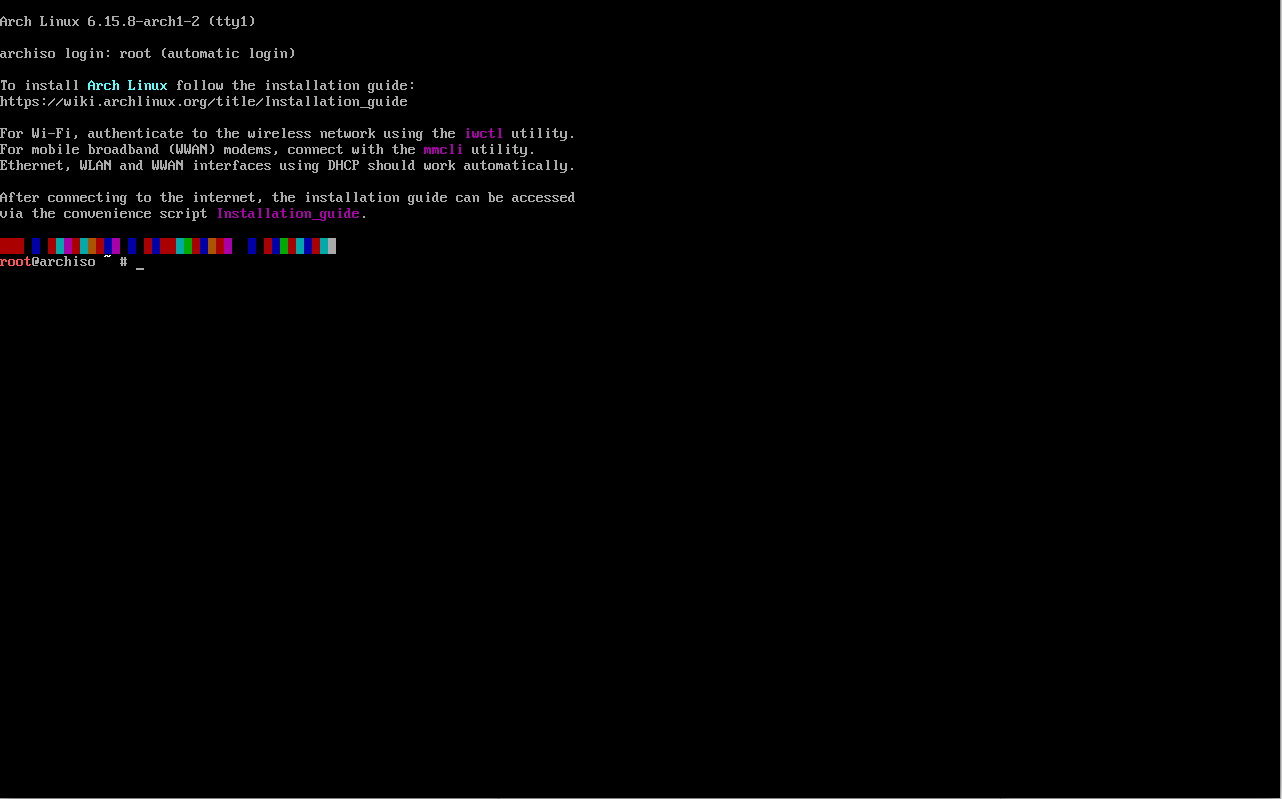 Arch Linux 6.15.8-arch1-2 (tty1)
archiso login: root (automatic login)
To install Arch Linux follow the installation guide:
https://wiki.archlinux.org/title/Installation_guide
For Wi-Fi, authenticate to the wireless network using the iwctl utility.
For mobile broadband (WWAN) modems, connect with the mmcli utility.
Ethernet, WLAN and WWAN interfaces using DHCP should work automatically.
After connecting to the internet, the installation guide can be accessed
via the convenience script Installation_guide.
root@archiso ~ # _